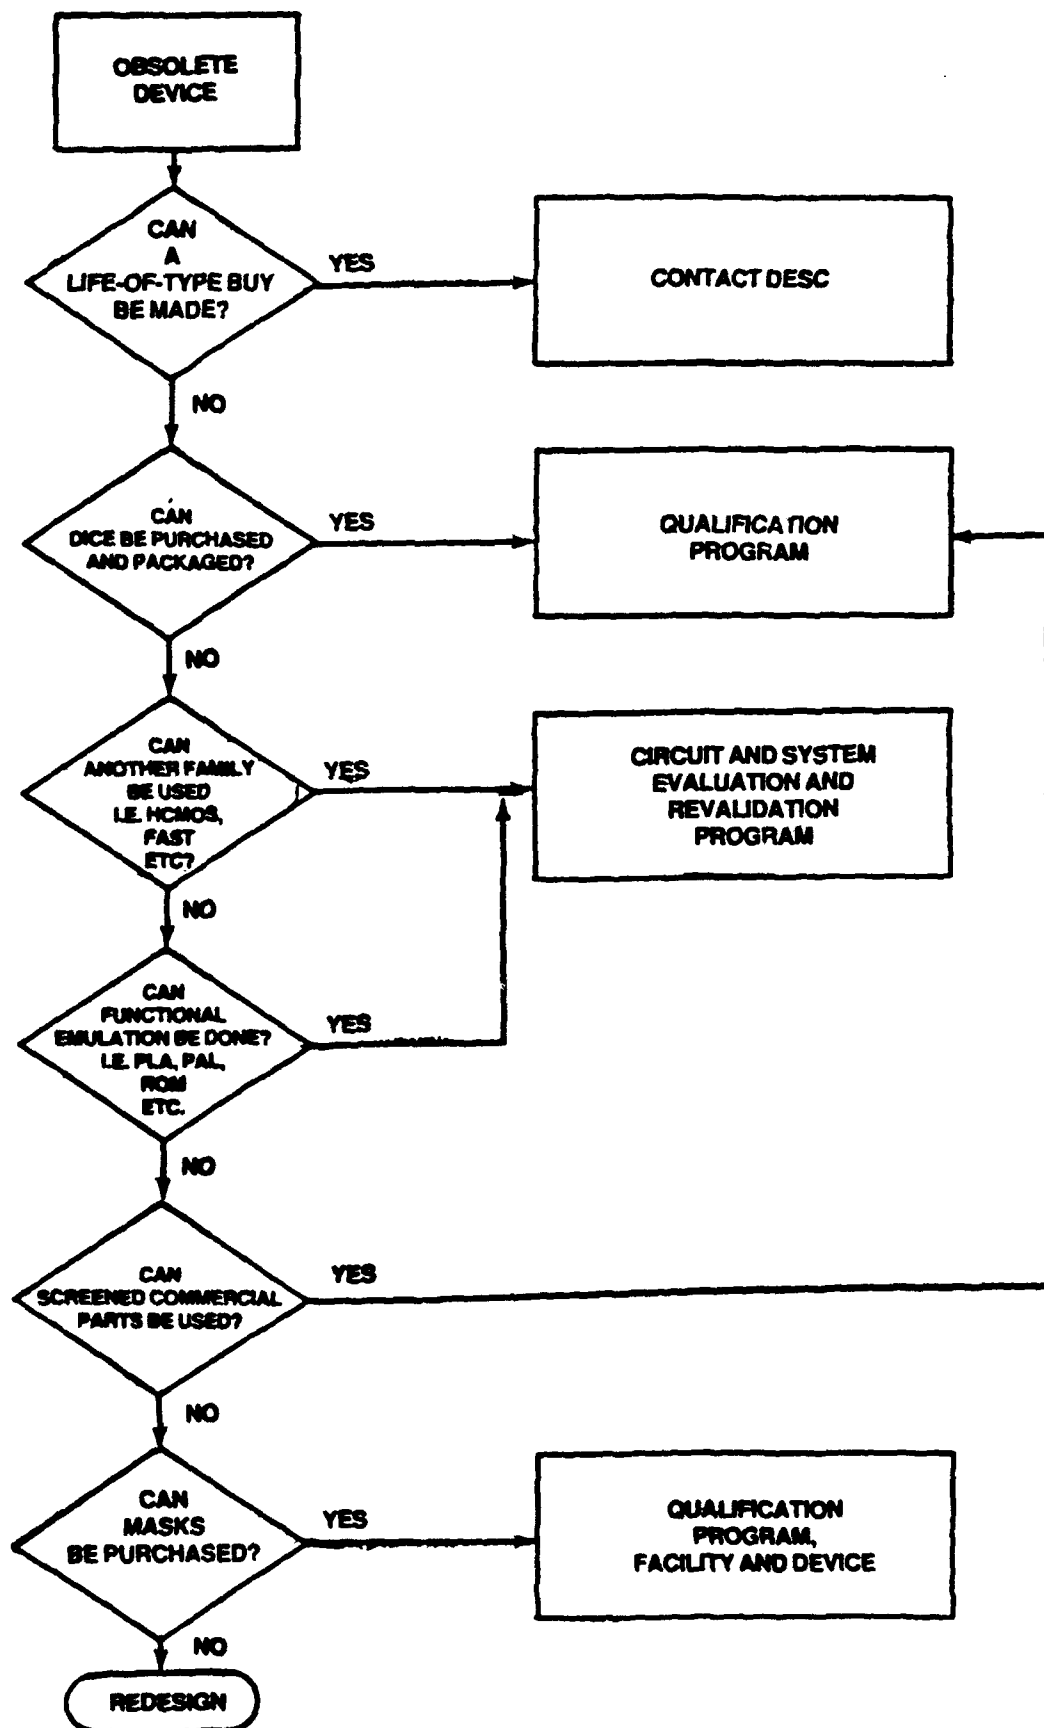 OBSOLETE
DEVICE
CAN
A
LIFE-OF-TYPE BUY
BE MADE?
YES
CONTACT DESC
NO
CAN
DICE BE PURCHASED
AND PACKAGED?
YES
QUALIFICATION
PROGRAM
NO
CAN
ANOTHER FAMILY
BE USED
I.E. HCMOS,
FAST
ETC?
YES
CIRCUIT AND SYSTEM
EVALUATION AND
REVALIDATION
PROGRAM
NO
CAN
FUNCTIONAL
EMULATION BE DONE?
I.E. PLA, PAL,
ROM
ETC.
YES
NO
CAN
SCREENED COMMERCIAL
PARTS BE USED?
YES
NO
CAN
MASKS
BE PURCHASED?
YES
QUALIFICATION
PROGRAM,
FACILITY AND DEVICE
NO
REDESIGN